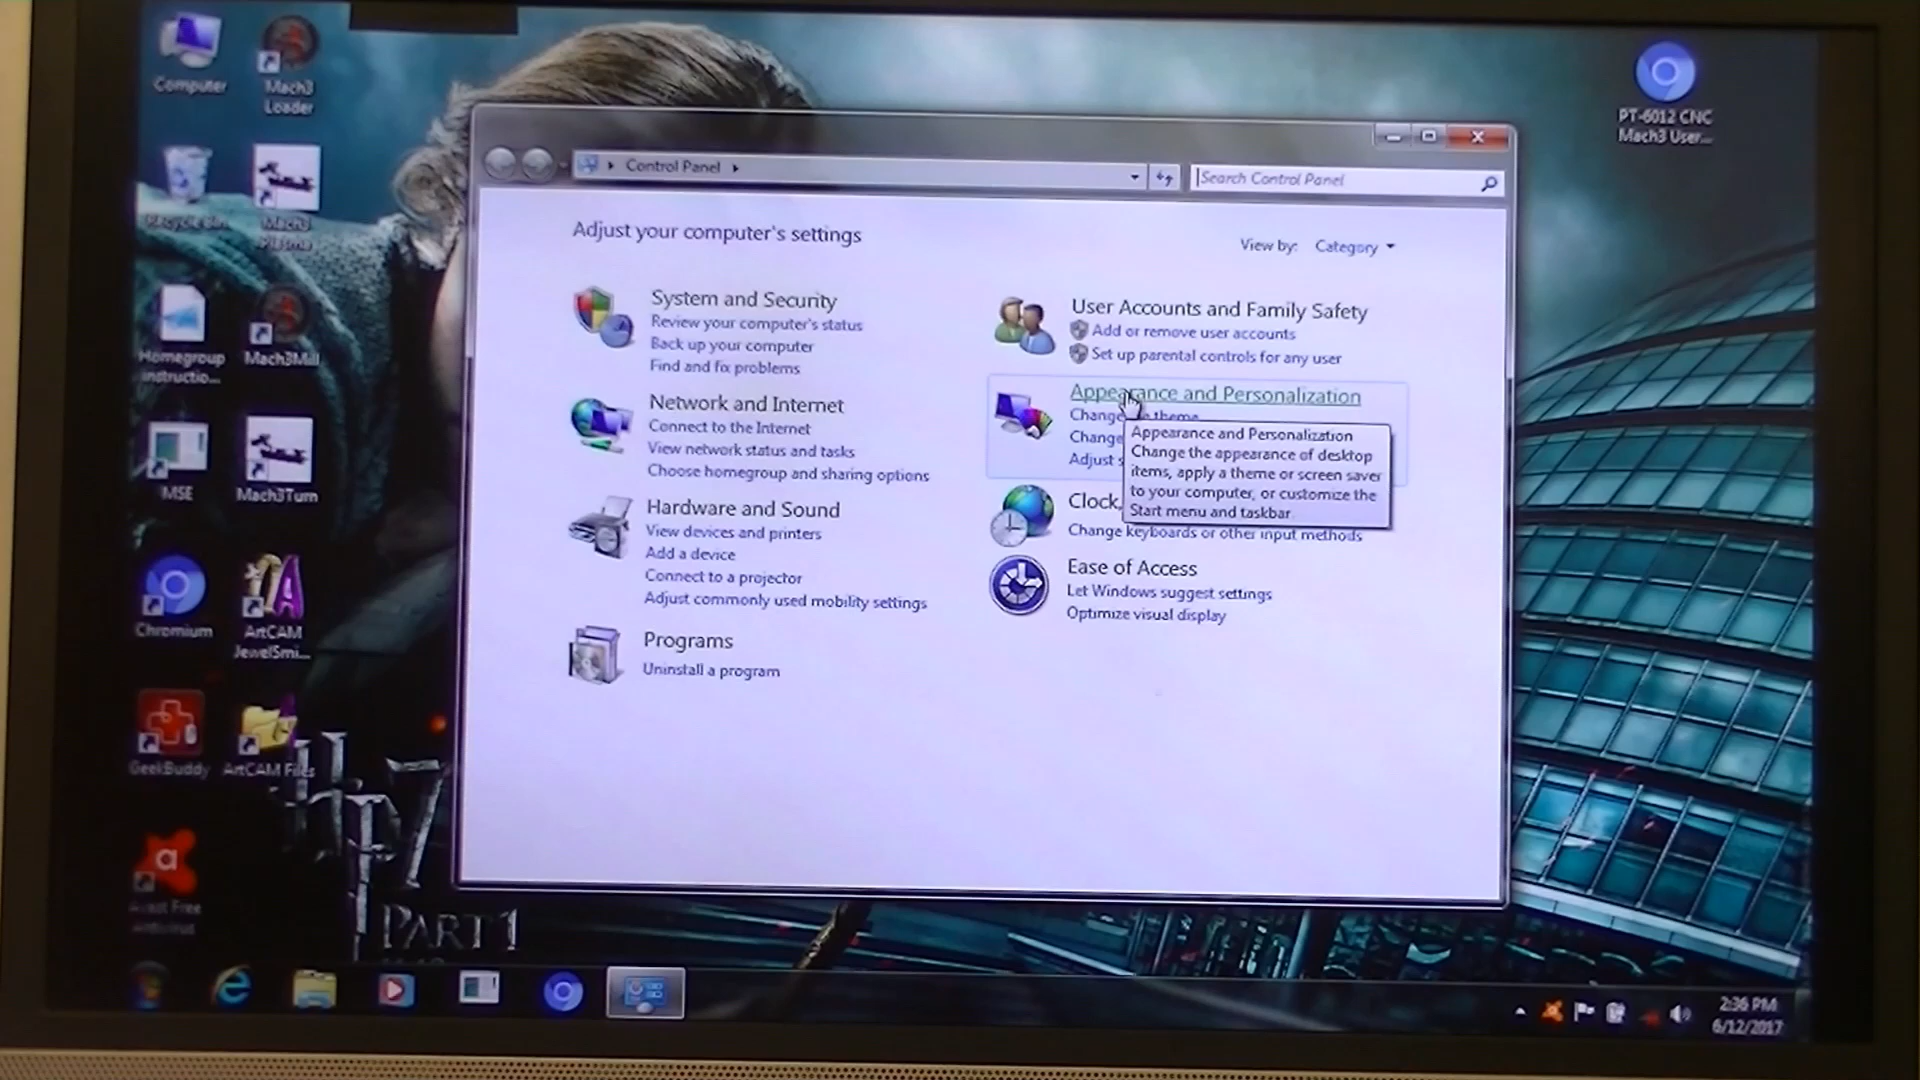 Computer
Mach3
Loader
Recycle Bin
Mach3
Plasma
Homegroup
instructio...
Mach3Mill
MSE
Mach3Turn
Chromium
ArtCAM
JewelSmi...
GeekBuddy
ArtCAM Files
Avast Free
Antivirus
PART 1
PT-6012 CNC
Mach3 User...
Control Panel
Search Control Panel
Adjust your computer's settings
View by: Category
System and Security
Review your computer's status
Back up your computer
Find and fix problems
Network and Internet
Connect to the Internet
View network status and tasks
Choose homegroup and sharing options
Hardware and Sound
View devices and printers
Add a device
Connect to a projector
Adjust commonly used mobility settings
Programs
Uninstall a program
User Accounts and Family Safety
Add or remove user accounts
Set up parental controls for any user
Appearance and Personalization
Change theme
Change
Adjust
Appearance and Personalization
Change the appearance of desktop
items, apply a theme or screen saver
to your computer, or customize the
Start menu and taskbar.
Clock,
Change keyboards or other input methods
Ease of Access
Let Windows suggest settings
Optimize visual display
2:36 PM
6/12/2017